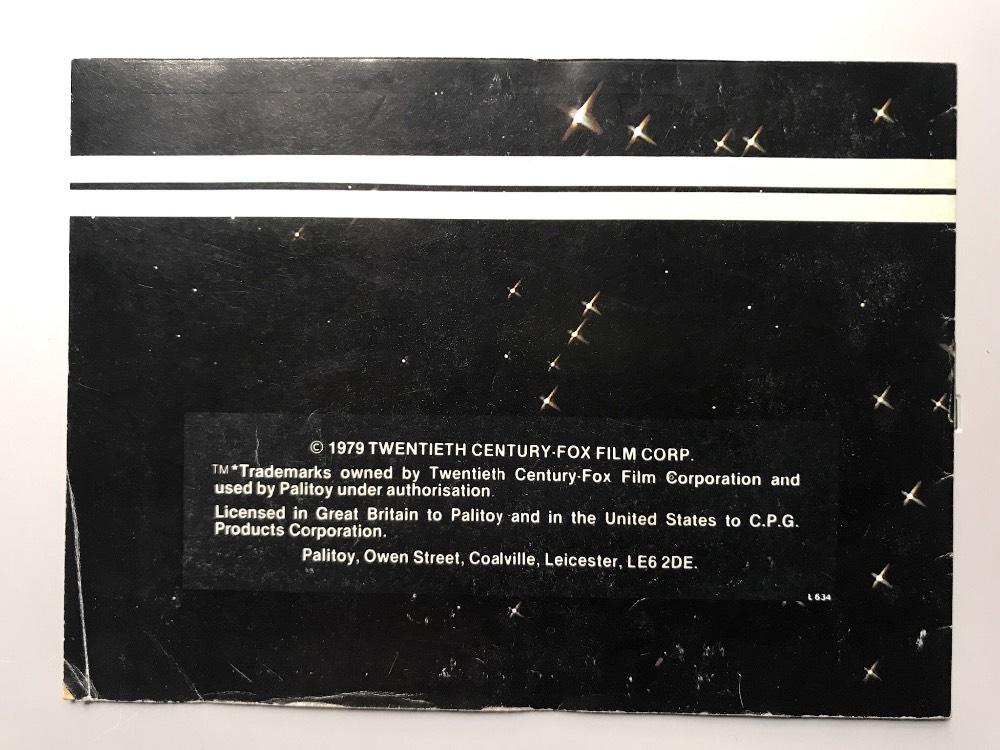 © 1979 TWENTIETH CENTURY-FOX FILM CORP.
TM*Trademarks owned by Twentieth Century-Fox Film Corporation and
used by Palitoy under authorisation.
Licensed in Great Britain to Palitoy and in the United States to C.P.G.
Products Corporation.
Palitoy, Owen Street, Coalville, Leicester, LE6 2DE.
L 634